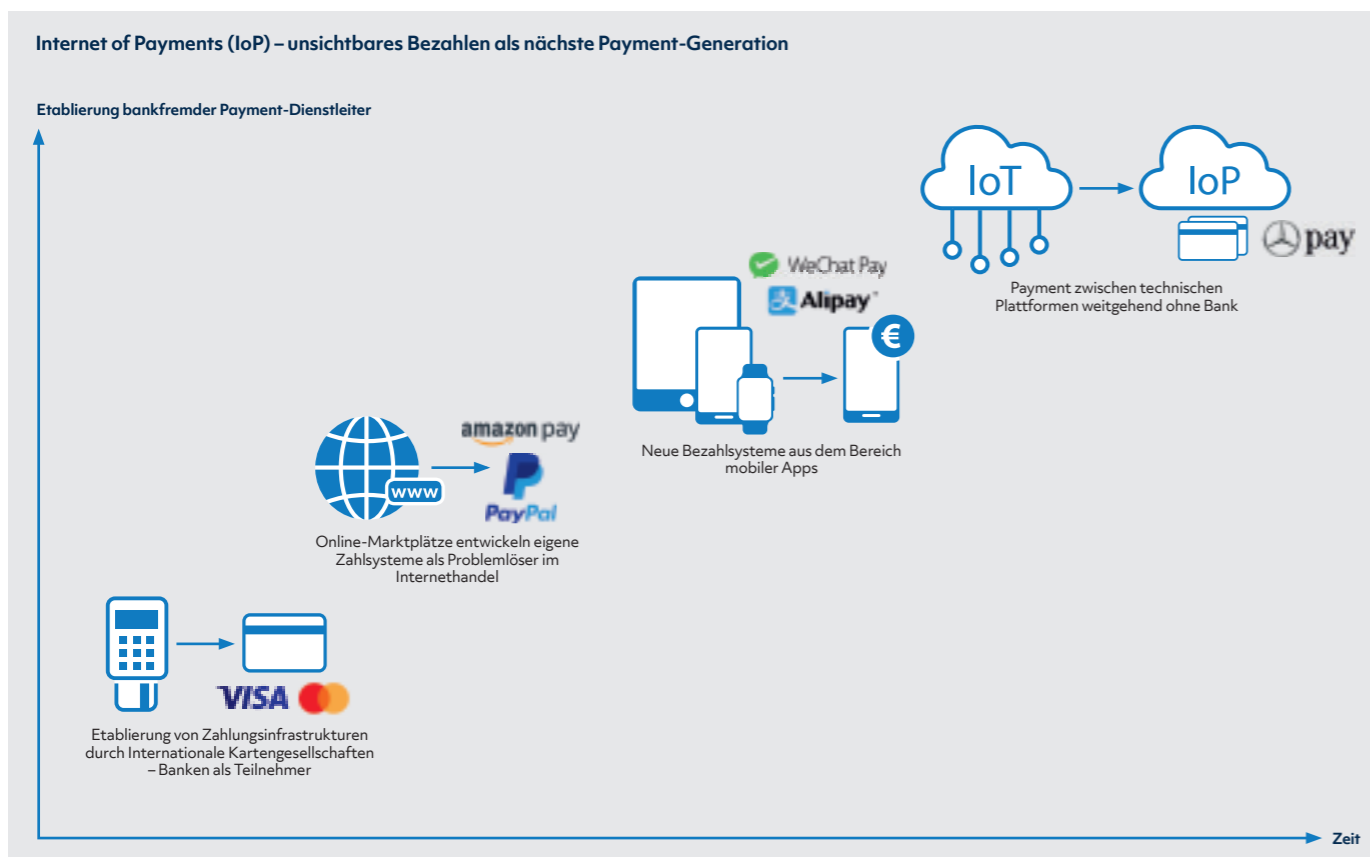 Internet of Payments (IoP) – unsichtbares Bezahlen als nächste Payment-Generation
Etablierung bankfremder Payment-Dienstleiter
IoT
IoP
pay
Payment zwischen technischen
Plattformen weitgehend ohne Bank
WeChat Pay
Alipay
€
Neue Bezahlsysteme aus dem Bereich
mobiler Apps
amazon pay
www
PayPal
Online-Marktplätze entwickeln eigene
Zahlsysteme als Problemlöser im
Internethandel
VISA
Etablierung von Zahlungsinfrastrukturen
durch Internationale Kartengesellschaften
– Banken als Teilnehmer
Zeit